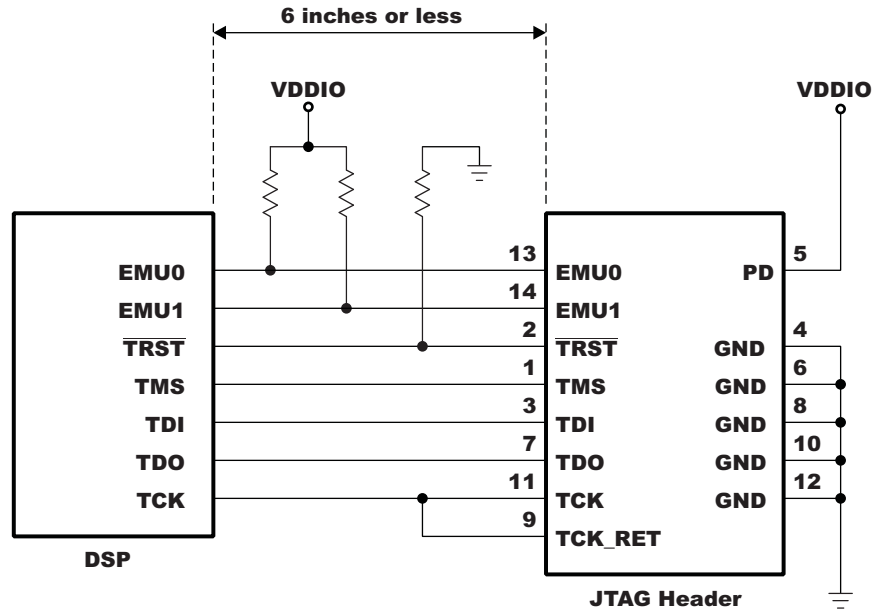 6 inches or less
VDDIO
VDDIO
EMU0
13
EMU0
PD
5
EMU1
14
EMU1
TRST
2
TRST
GND
4
TMS
1
TMS
GND
6
TDI
3
TDI
GND
8
TDO
7
TDO
GND
10
TCK
11
TCK
GND
12
9
TCK_RET
DSP
JTAG Header